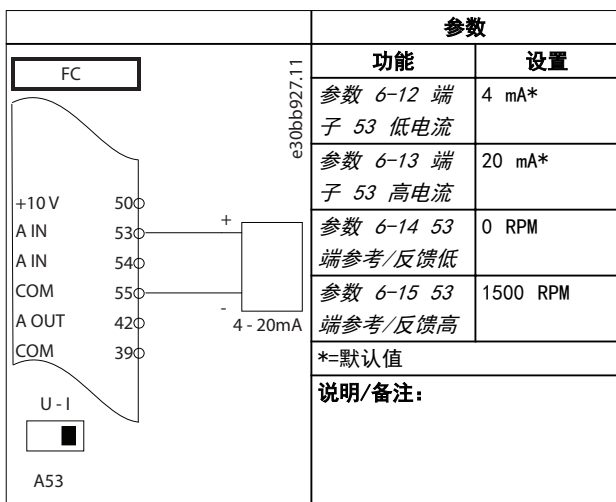 FC
e30bb927.11
+10 V 50
A IN 53
A IN 54
COM 55
A OUT 42
COM 39
+
-
4 - 20mA
U - I
A53
参数
功能 设置
参数 6-12 端
子 53 低电流
4 mA*
参数 6-13 端
子 53 高电流
20 mA*
参数 6-14 53
端参考/反馈低
0 RPM
参数 6-15 53
端参考/反馈高
1500 RPM
*=默认值
说明/备注：